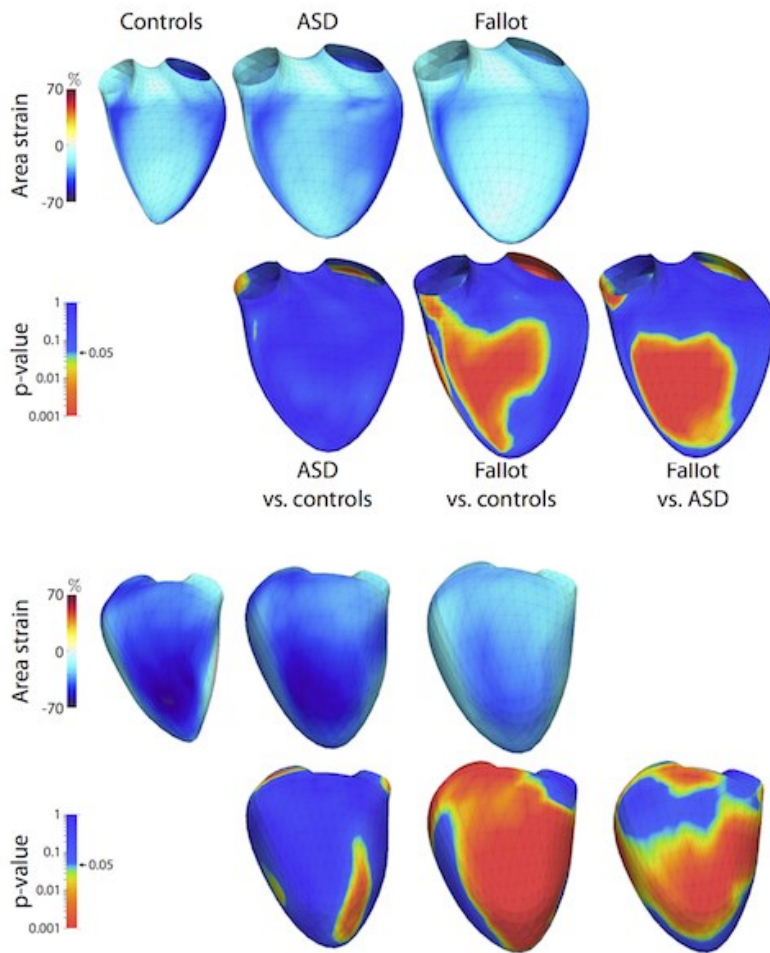 Controls ASD Fallot
%
70
Area strain
0
-70
1
p-value
0.1
0.05
0.01
0.001
ASD
vs. controls
Fallot
vs. controls
Fallot
vs. ASD
%
70
Area strain
0
-70
1
p-value
0.1
0.05
0.01
0.001